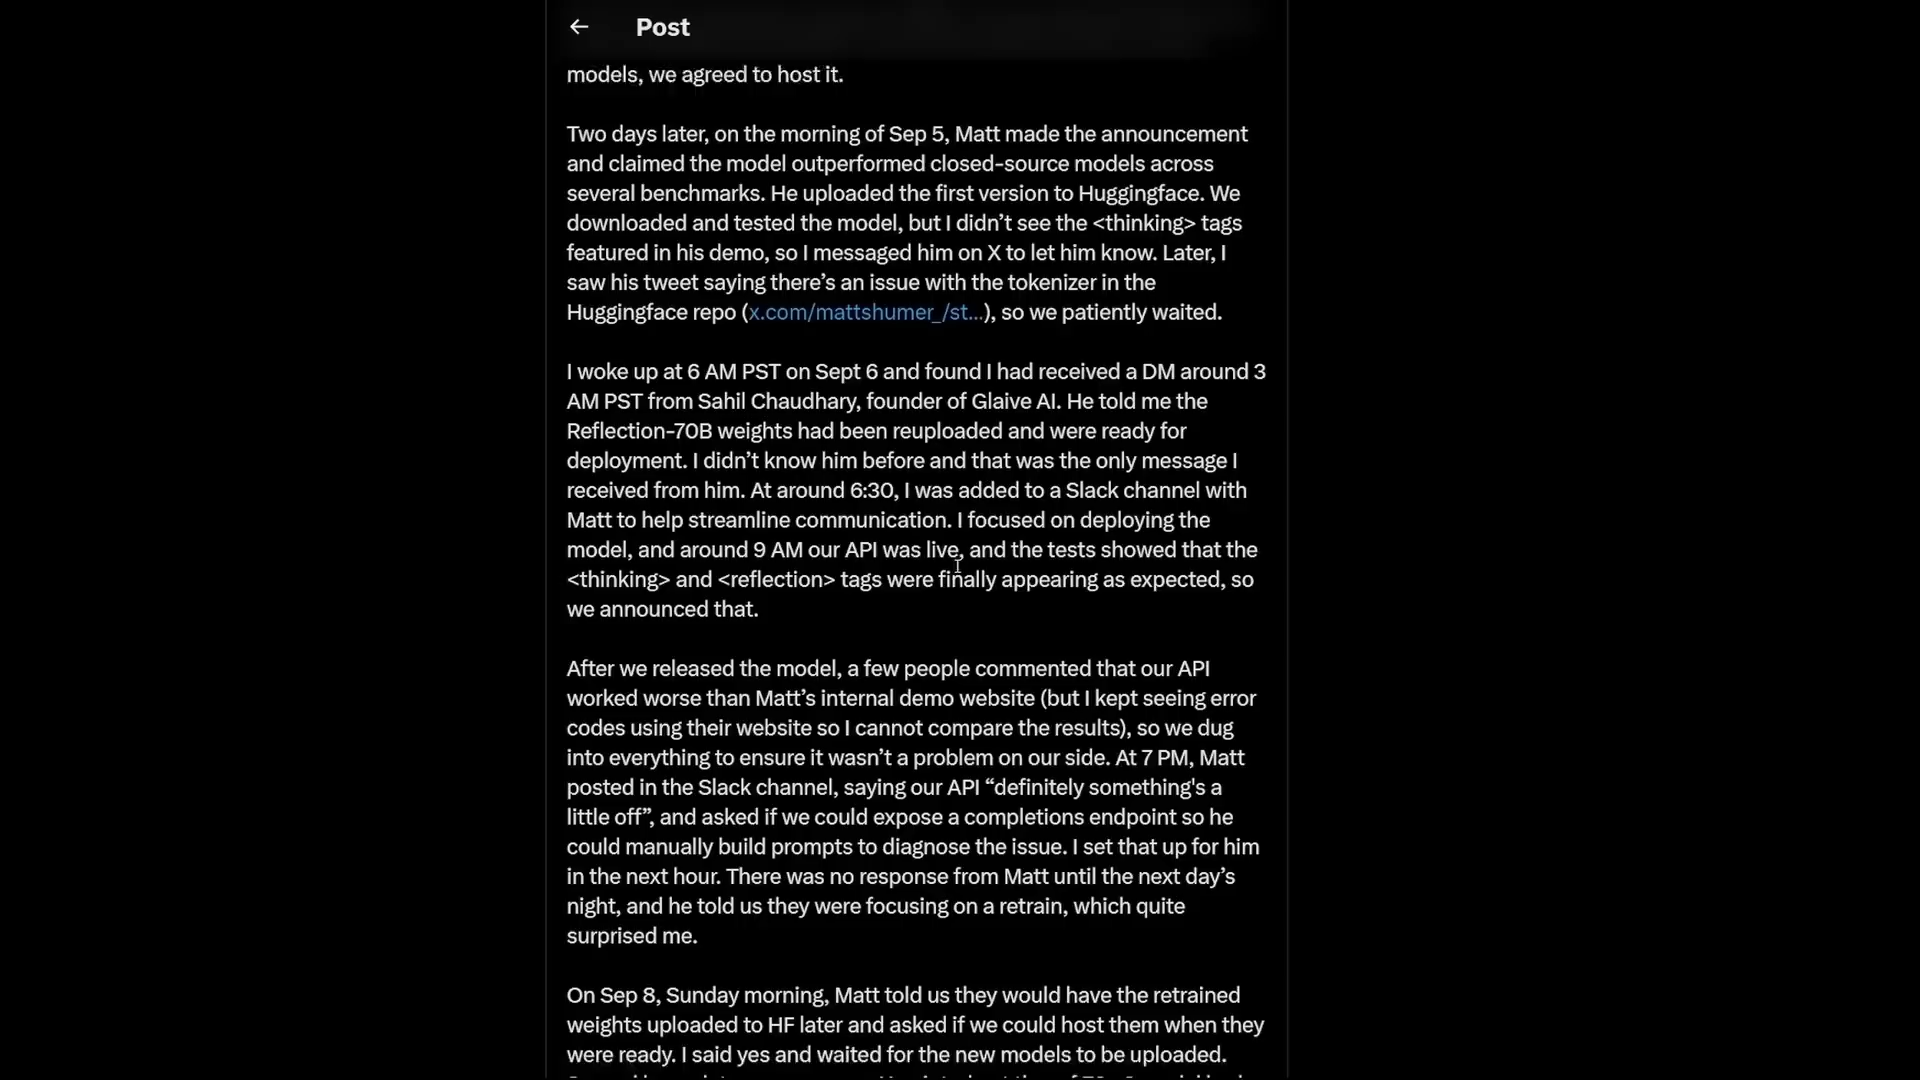 Post
models, we agreed to host it.
Two days later, on the morning of Sep 5, Matt made the announcement
and claimed the model outperformed closed-source models across
several benchmarks. He uploaded the first version to Huggingface. We
downloaded and tested the model, but I didn’t see the <thinking> tags
featured in his demo, so I messaged him on X to let him know. Later, I
saw his tweet saying there’s an issue with the tokenizer in the
Huggingface repo (x.com/mattshumer_/st...), so we patiently waited.
I woke up at 6 AM PST on Sept 6 and found I had received a DM around 3
AM PST from Sahil Chaudhary, founder of Glaive AI. He told me the
Reflection-70B weights had been reuploaded and were ready for
deployment. I didn’t know him before and that was the only message I
received from him. At around 6:30, I was added to a Slack channel with
Matt to help streamline communication. I focused on deploying the
model, and around 9 AM our API was live, and the tests showed that the
<thinking> and <reflection> tags were finally appearing as expected, so
we announced that.
After we released the model, a few people commented that our API
worked worse than Matt’s internal demo website (but I kept seeing error
codes using their website so I cannot compare the results), so we dug
into everything to ensure it wasn’t a problem on our side. At 7 PM, Matt
posted in the Slack channel, saying our API “definitely something's a
little off”, and asked if we could expose a completions endpoint so he
could manually build prompts to diagnose the issue. I set that up for him
in the next hour. There was no response from Matt until the next day’s
night, and he told us they were focusing on a retrain, which quite
surprised me.
On Sep 8, Sunday morning, Matt told us they would have the retrained
weights uploaded to HF later and asked if we could host them when they
were ready. I said yes and waited for the new models to be uploaded.